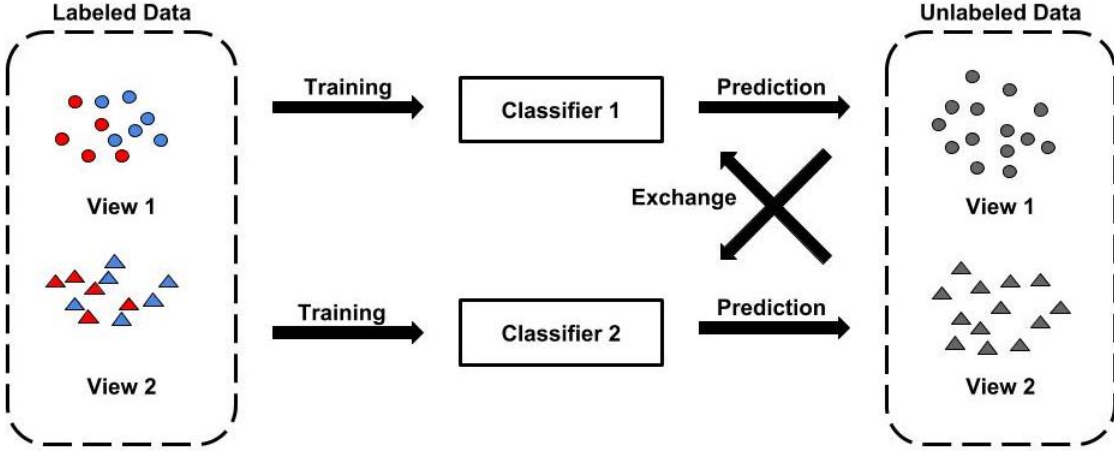 Labeled Data
Unlabeled Data
Training
Classifier 1
Prediction
View 1
Exchange
View 1
Training
Classifier 2
Prediction
View 2
View 2